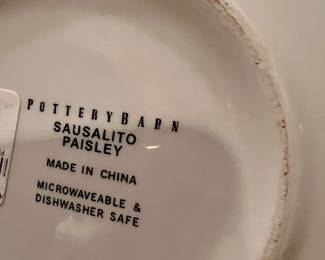 POTTERYBARN
SAUSALITO
PAISLEY
MADE IN CHINA
MICROWAVEABLE &
DISHWASHER SAFE